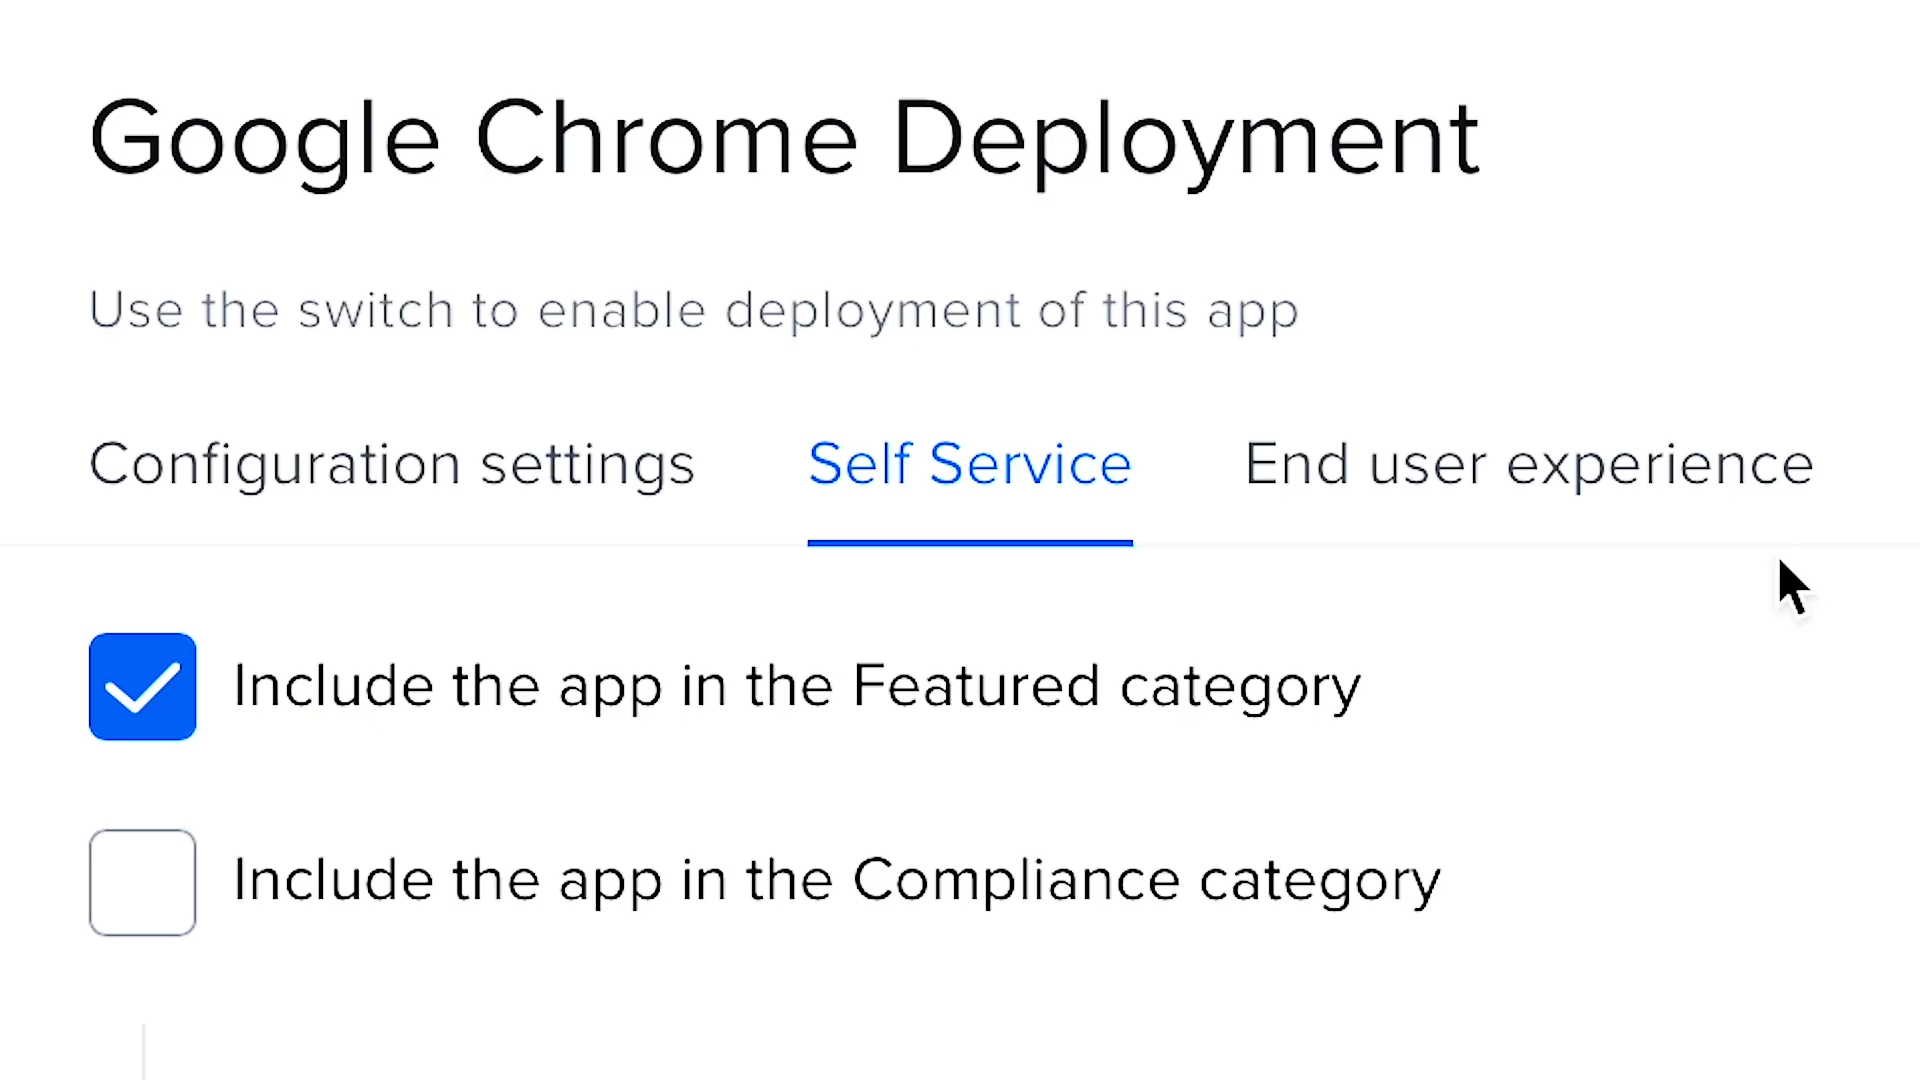 Google Chrome Deployment
Use the switch to enable deployment of this app
Configuration settings Self Service End user experience
Include the app in the Featured category
Include the app in the Compliance category